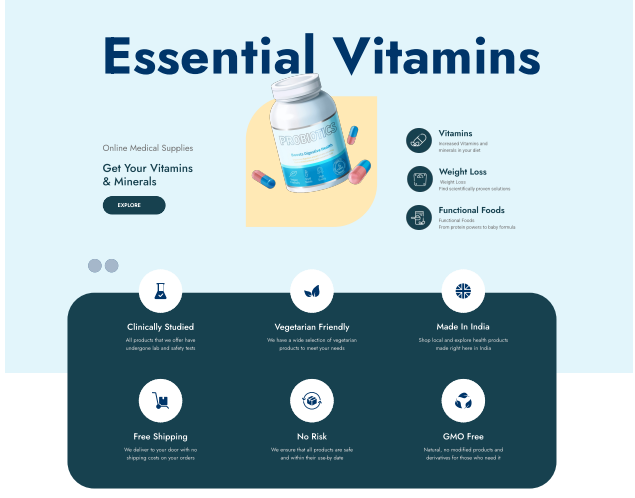 Essential Vitamins
PROBIOTICS
Digestive Health
Online Medical Supplies
Get Your Vitamins
& Minerals
EXPLORE
Vitamins
Increased Vitamins and
minerals in your diet
Weight Loss
Weight Loss
Find scientifically proven solutions
Functional Foods
Functional Foods
From protein powers to baby formula
Clinically Studied
All products that we offer have
undergone lab and safety tests
Vegetarian Friendly
We have a wide selection of vegetarian
products to meet your needs
Made In India
Shop local and explore health products
made right here in India
Free Shipping
We deliver to your door with no
shipping costs on your orders
No Risk
We ensure that all products are safe
and within their use-by date
GMO Free
Natural, no modified products and
derivatives for those who need it